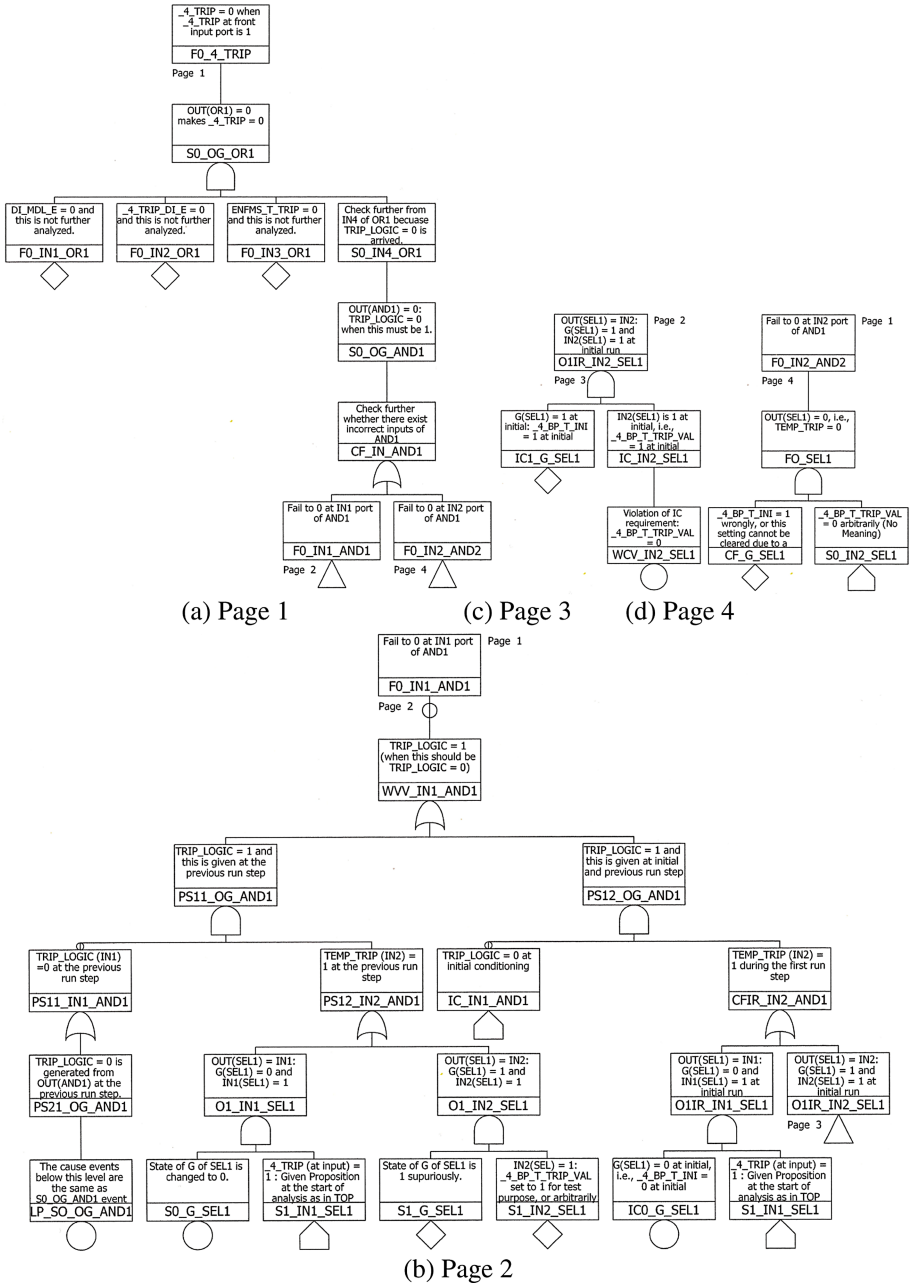 _4_TRIP = 0 when
_4_TRIP at front
input port is 1
F0_4_TRIP
Page 1
OUT(OR1) = 0
makes _4_TRIP = 0
S0_OG_OR1
DI_MDL_E = 0 and
this is not further
analyzed.
F0_IN1_OR1
_4_TRIP_DI_E = 0
and this is not further
analyzed.
F0_IN2_OR1
ENFMS_T_TRIP = 0
and this is not further
analyzed.
F0_IN3_OR1
Check further from
IN4 of OR1 becuase
TRIP_LOGIC = 0 is
arrived.
S0_IN4_OR1
OUT(AND1) = 0:
TRIP_LOGIC = 0
when this must be 1.
S0_OG_AND1
Check further
whether there exist
incorrect inputs of
AND1
CF_IN_AND1
Fail to 0 at IN1 port
of AND1
F0_IN1_AND1
Page 2
Fail to 0 at IN2 port
of AND1
F0_IN2_AND2
Page 4
(a) Page 1
OUT(SEL1) = IN2:
G(SEL1) = 1 and
IN2(SEL1) = 1 at
initial run
O1IR_IN2_SEL1
Page 2
Page 3
G(SEL1) = 1 at
initial: _4_BP_T_INI
= 1 at initial
IC1_G_SEL1
IN2(SEL1) is 1 at
initial, i.e.,
_4_BP_T_TRIP_VAL
= 1 at initial
IC_IN2_SEL1
Violation of IC
requirement:
_4_BP_T_TRIP_VAL
= 0
WCV_IN2_SEL1
(c) Page 3
Fail to 0 at IN2 port
of AND1
F0_IN2_AND2
Page 1
Page 4
OUT(SEL1) = 0, i.e.,
TEMP_TRIP = 0
FO_SEL1
_4_BP_T_INI = 1
wrongly, or this
setting cannot be
cleared due to a
CF_G_SEL1
_4_BP_T_TRIP_VAL
= 0 arbitrarily (No
Meaning)
S0_IN2_SEL1
(d) Page 4
Fail to 0 at IN1 port
of AND1
F0_IN1_AND1
Page 1
Page 2
TRIP_LOGIC = 1
(when this should be
TRIP_LOGIC = 0)
WVV_IN1_AND1
TRIP_LOGIC = 1 and
this is given at the
previous run step
PS11_OG_AND1
TRIP_LOGIC = 1 and
this is given at initial
and previous run step
PS12_OG_AND1
TRIP_LOGIC (IN1)
=0 at the previous
run step
PS11_IN1_AND1
TEMP_TRIP (IN2) =
1 at the previous run
step
PS12_IN2_AND1
TRIP_LOGIC = 0 at
initial conditioning
IC_IN1_AND1
TEMP_TRIP (IN2) =
1 during the first run
step
CFIR_IN2_AND1
TRIP_LOGIC = 0 is
generated from
OUT(AND1) at the
previous run step.
PS21_OG_AND1
OUT(SEL1) = IN1:
G(SEL1) = 0 and
IN1(SEL1) = 1
O1_IN1_SEL1
OUT(SEL1) = IN2:
G(SEL1) = 1 and
IN2(SEL1) = 1
O1_IN2_SEL1
OUT(SEL1) = IN1:
G(SEL1) = 0 and
IN1(SEL1) = 1 at
initial run
O1IR_IN1_SEL1
OUT(SEL1) = IN2:
G(SEL1) = 1 and
IN2(SEL1) = 1 at
initial run
O1IR_IN2_SEL1
Page 3
The cause events
below this level are
the same as
S0_OG_AND1 event
LP_SO_OG_AND1
State of G of SEL1 is
changed to 0.
S0_G_SEL1
_4_TRIP (at input) =
1 : Given Proposition
at the start of
analysis as in TOP
S1_IN1_SEL1
State of G of SEL1 is
1 supuriously.
S1_G_SEL1
IN2(SEL) = 1:
_4_BP_T_TRIP_VAL
set to 1 for test
purpose, or arbitrarily
S1_IN2_SEL1
G(SEL1) = 0 at initial,
i.e., _4_BP_T_INI =
0 at initial
IC0_G_SEL1
_4_TRIP (at input) =
1 : Given Proposition
at the start of
analysis as in TOP
S1_IN1_SEL1
(b) Page 2